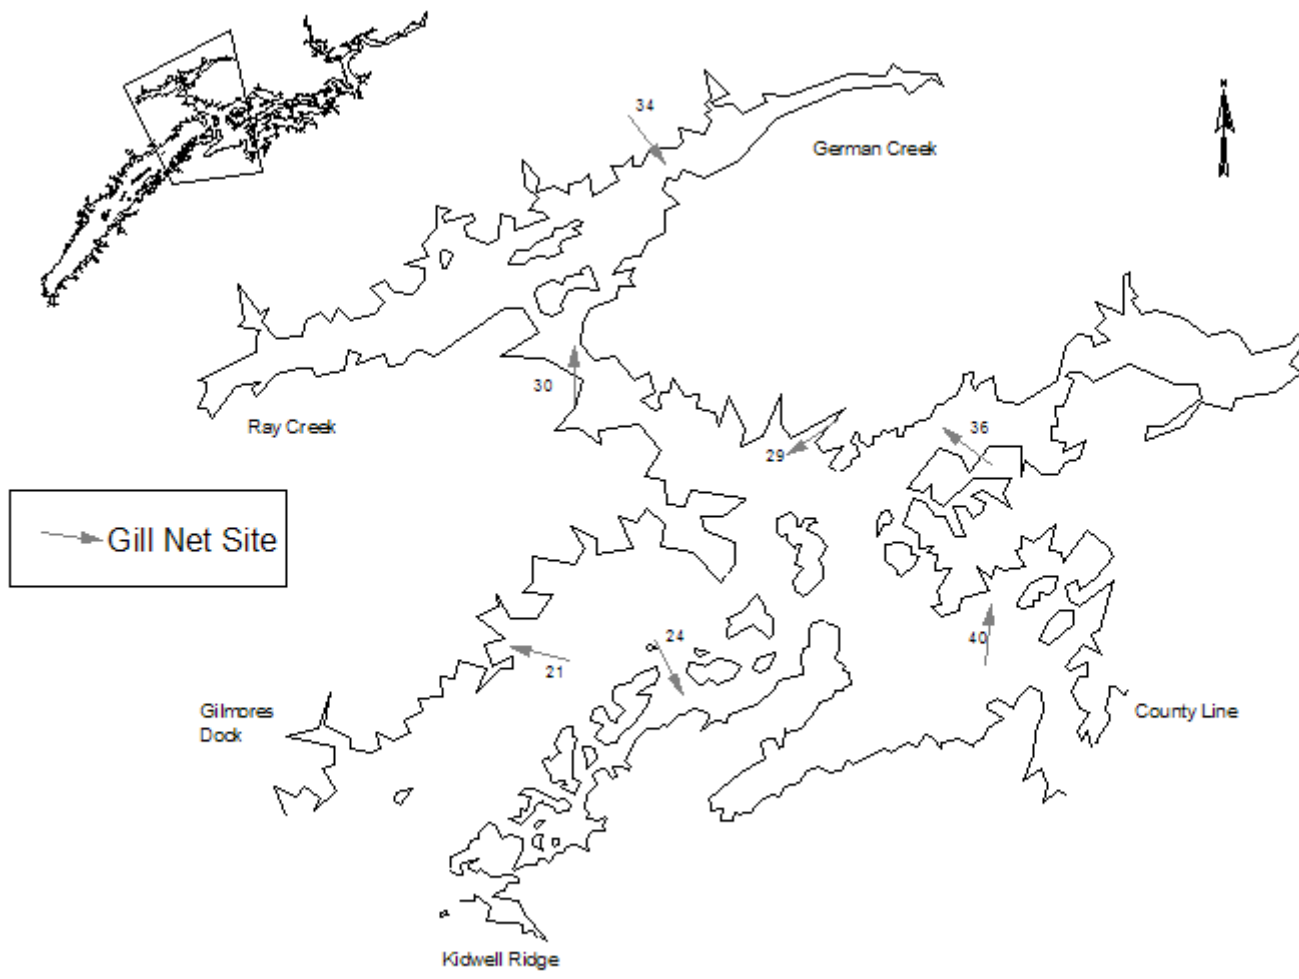 34
German Creek
30
Ray Creek
36
29
Gill Net Site
24
40
21
Gilmores
Dock
County Line
Kidwell Ridge